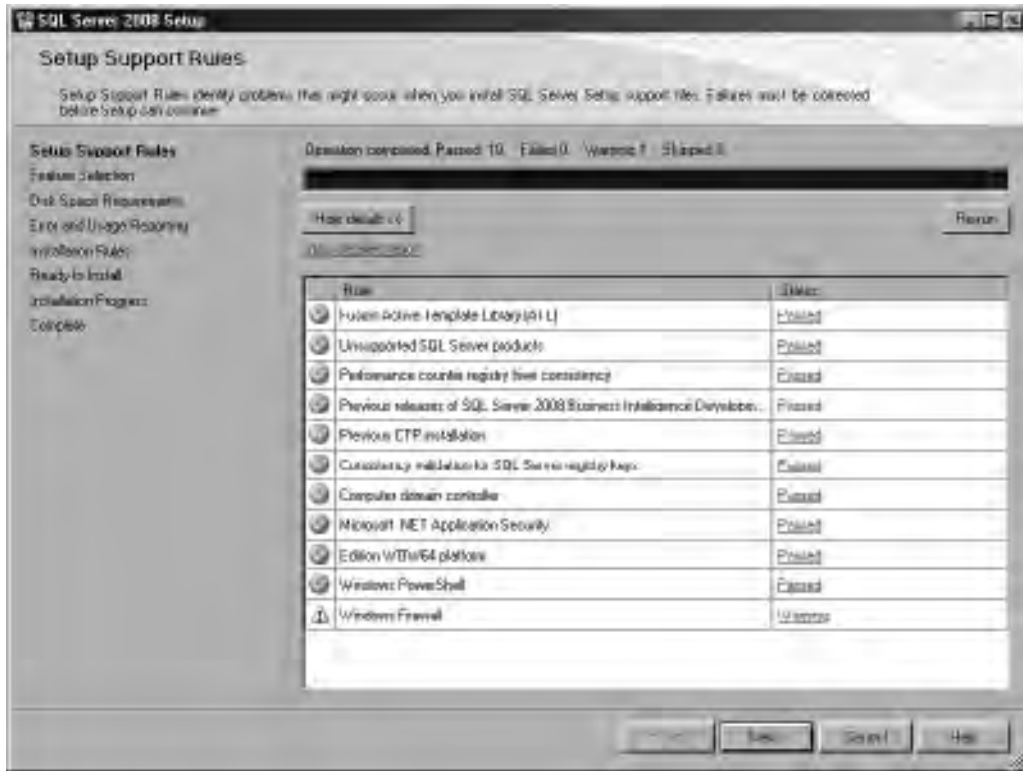 SQL Server 2008 Setup
Setup Support Rules
Setup Support Rules identify problems that might occur when you install SQL Server Setup support files. Failures must be corrected
before Setup can continue.
Setup Support Rules
Feature Selection
Disk Space Requirements
Error and Usage Reporting
Installation Rules
Ready to Install
Installation Progress
Complete
Operation completed. Passed: 10. Failed 0. Warning 1. Skipped 0.
Hide details <<
Rerun
Rule Status
Fusion Active Template Library (ATL) Passed
Unsupported SQL Server products Passed
Performance counter registry hive consistency Passed
Previous releases of SQL Server 2008 Business Intelligence Developmen... Passed
Previous CTP installation Passed
Consistency validation for SQL Server registry keys Passed
Computer domain controller Passed
Microsoft .NET Application Security Passed
Edition WOW64 platform Passed
Windows PowerShell Passed
Windows Firewall Warning
Next >
Cancel
Help